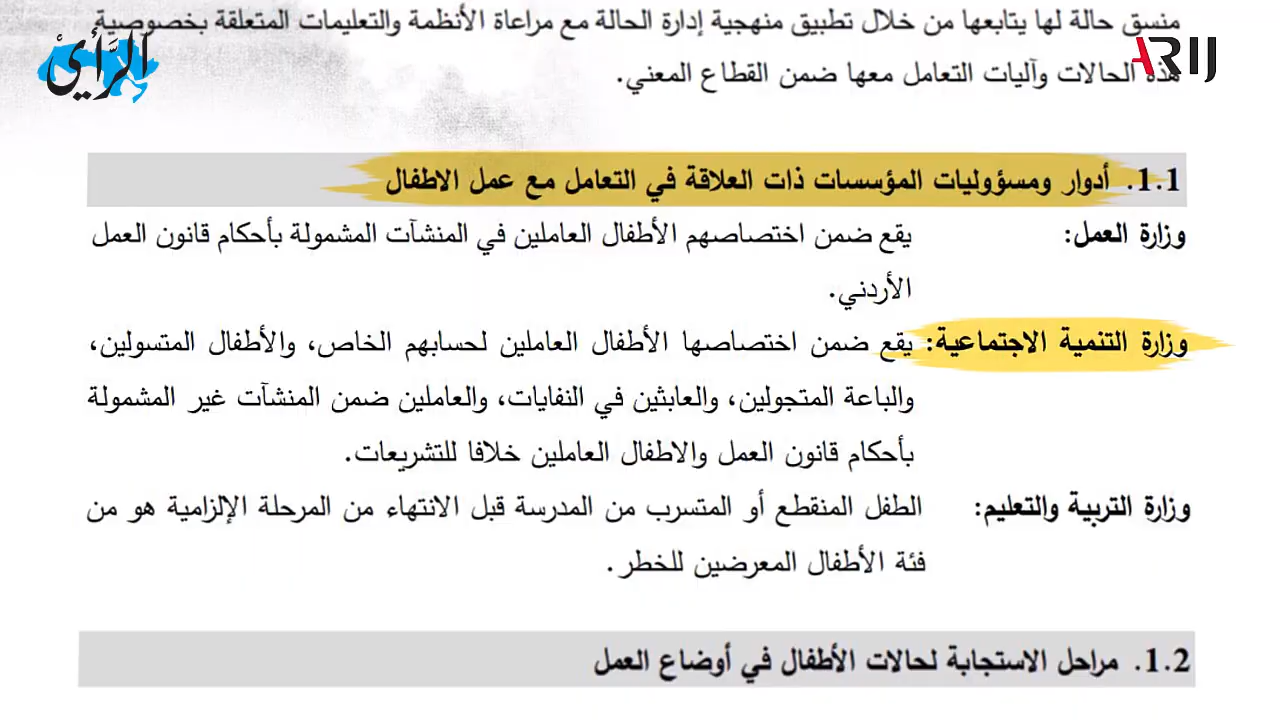 منسق حالة لها يتابعها من خلال تطبيق منهجية إدارة الحالة مع مراعاة الأنظمة والتعليمات المتعلقة بخصوصية
الرأي
ARIJ
هذه الحالات وآليات التعامل معها ضمن القطاع المعني.
1.1. أدوار ومسؤوليات المؤسسات ذات العلاقة في التعامل مع عمل الاطفال
وزارة العمل: يقع ضمن اختصاصهم الأطفال العاملين في المنشآت المشمولة بأحكام قانون العمل
الأردني.
وزارة التنمية الاجتماعية: يقع ضمن اختصاصها الأطفال العاملين لحسابهم الخاص، والأطفال المتسولين،
والباعة المتجولين، والعابثين في النفايات، والعاملين ضمن المنشآت غير المشمولة
بأحكام قانون العمل والاطفال العاملين خلافا للتشريعات.
وزارة التربية والتعليم: الطفل المنقطع أو المتسرب من المدرسة قبل الانتهاء من المرحلة الإلزامية هو من
فئة الأطفال المعرضين للخطر.
1.2. مراحل الاستجابة لحالات الأطفال في أوضاع العمل